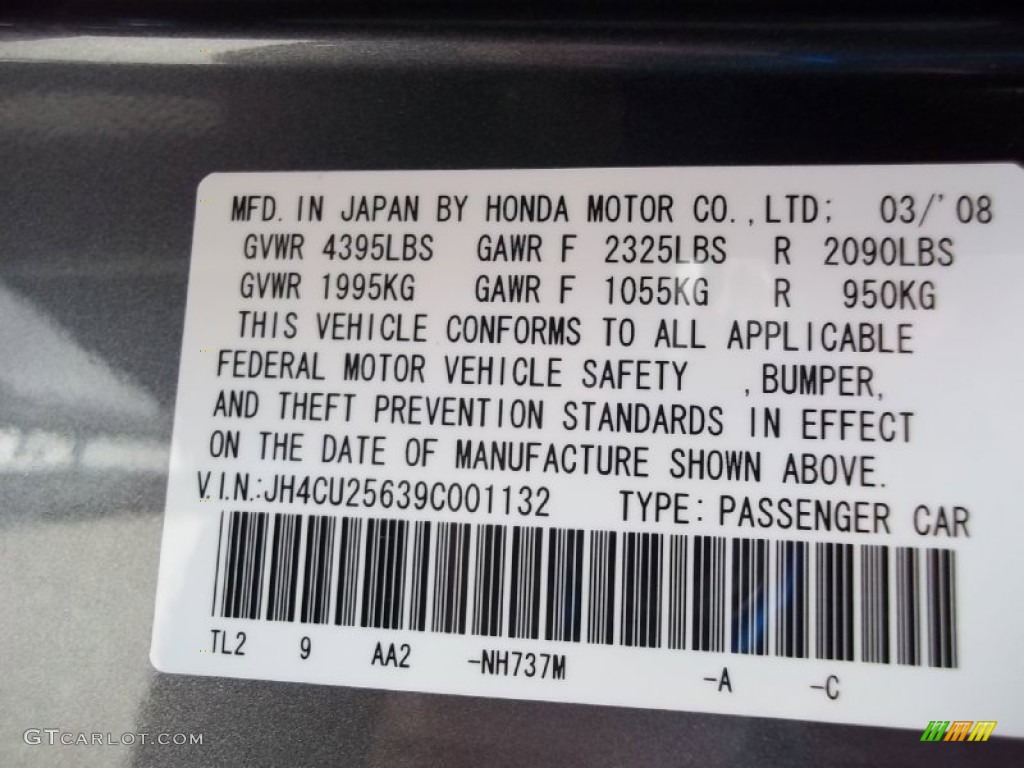 MFD. IN JAPAN BY HONDA MOTOR CO., LTD; 03/'08
GVWR 4395LBS GAWR F 2325LBS R 2090LBS
GVWR 1995KG GAWR F 1055KG R 950KG
THIS VEHICLE CONFORMS TO ALL APPLICABLE
FEDERAL MOTOR VEHICLE SAFETY , BUMPER,
AND THEFT PREVENTION STANDARDS IN EFFECT
ON THE DATE OF MANUFACTURE SHOWN ABOVE.
V.I.N.:JH4CU25639C001132 TYPE: PASSENGER CAR
TL2 9 AA2 -NH737M -A -C
GTCARLOT.COM